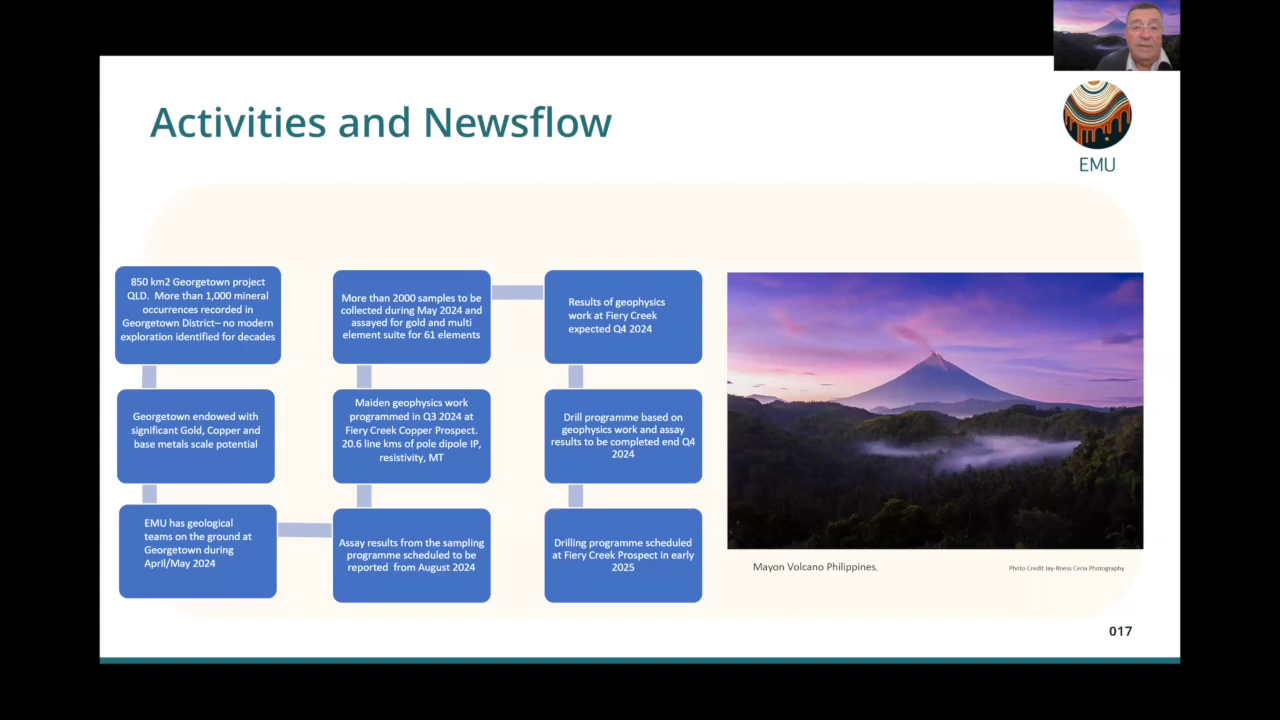 Activities and Newsflow
EMU
850 km2 Georgetown project
QLD. More than 1,000 mineral
occurrences recorded in
Georgetown District– no modern
exploration identified for decades
Georgetown endowed with
significant Gold, Copper and
base metals scale potential
EMU has geological
teams on the ground at
Georgetown during
April/May 2024
More than 2000 samples to be
collected during May 2024 and
assayed for gold and multi
element suite for 61 elements
Maiden geophysics work
programmed in Q3 2024 at
Fiery Creek Copper Prospect.
20.6 line kms of pole dipole IP,
resistivity, MT
Assay results from the sampling
programme scheduled to be
reported from August 2024
Results of geophysics
work at Fiery Creek
expected Q4 2024
Drill programme based on
geophysics work and assay
results to be completed end Q4
2024
Drilling programme scheduled
at Fiery Creek Prospect in early
2025
Mayon Volcano Philippines.
Photo Credit Jay-Rness Ceria Photography
017